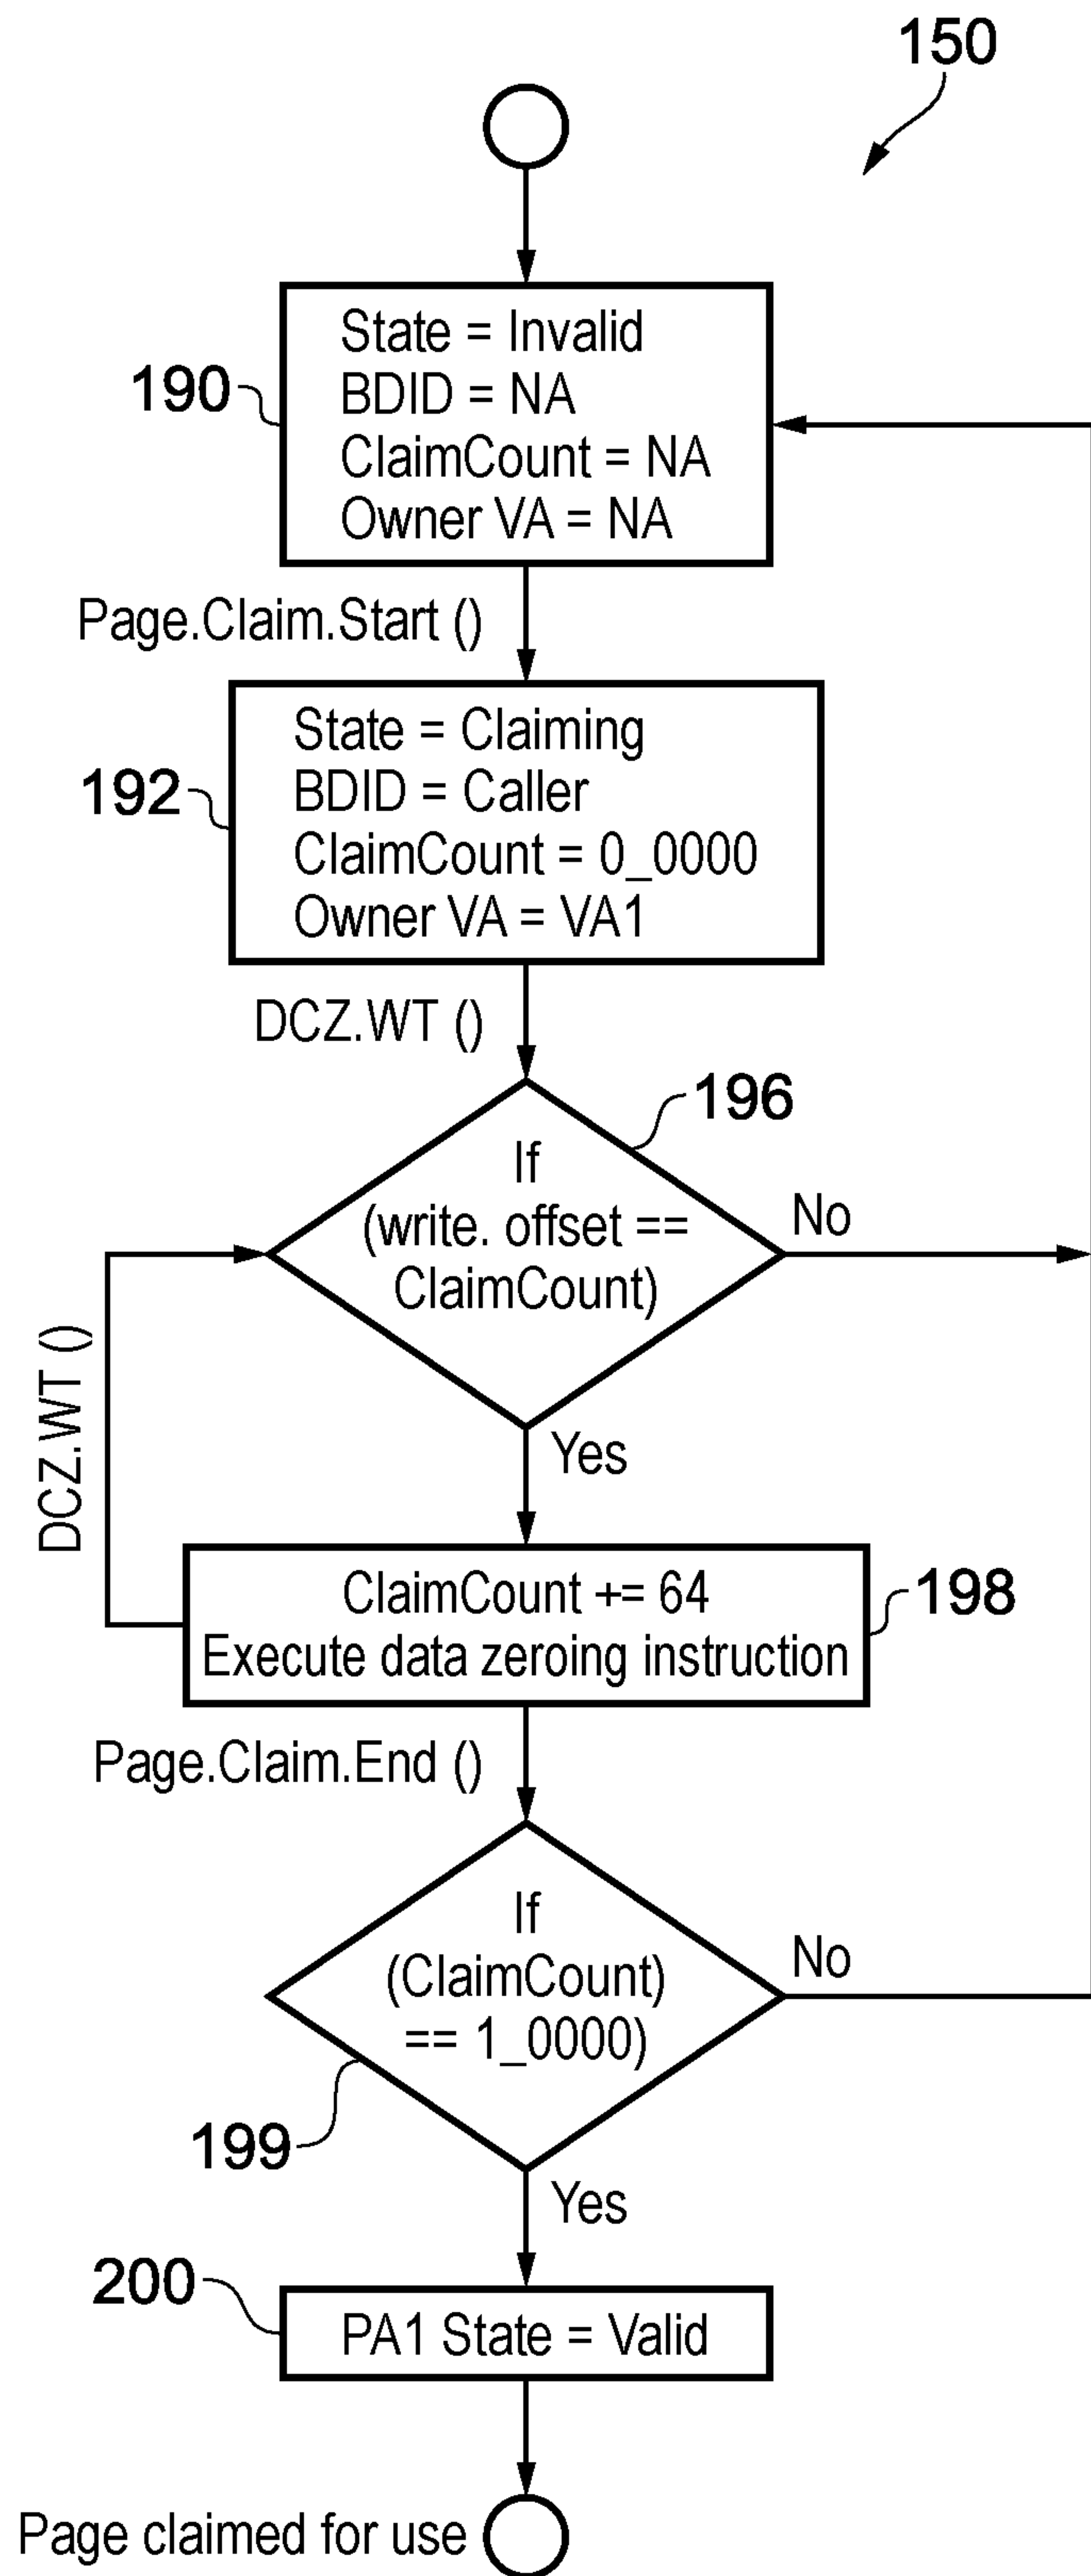 150
State = Invalid
BDID = NA
ClaimCount = NA
Owner VA = NA
190
Page.Claim.Start ()
State = Claiming
BDID = Caller
ClaimCount = 0_0000
Owner VA = VA1
192
DCZ.WT ()
196
If
(write. offset ==
ClaimCount)
No
DCZ.WT ()
Yes
ClaimCount += 64
Execute data zeroing instruction
198
Page.Claim.End ()
If
(ClaimCount)
== 1_0000)
No
199
Yes
200
PA1 State = Valid
Page claimed for use